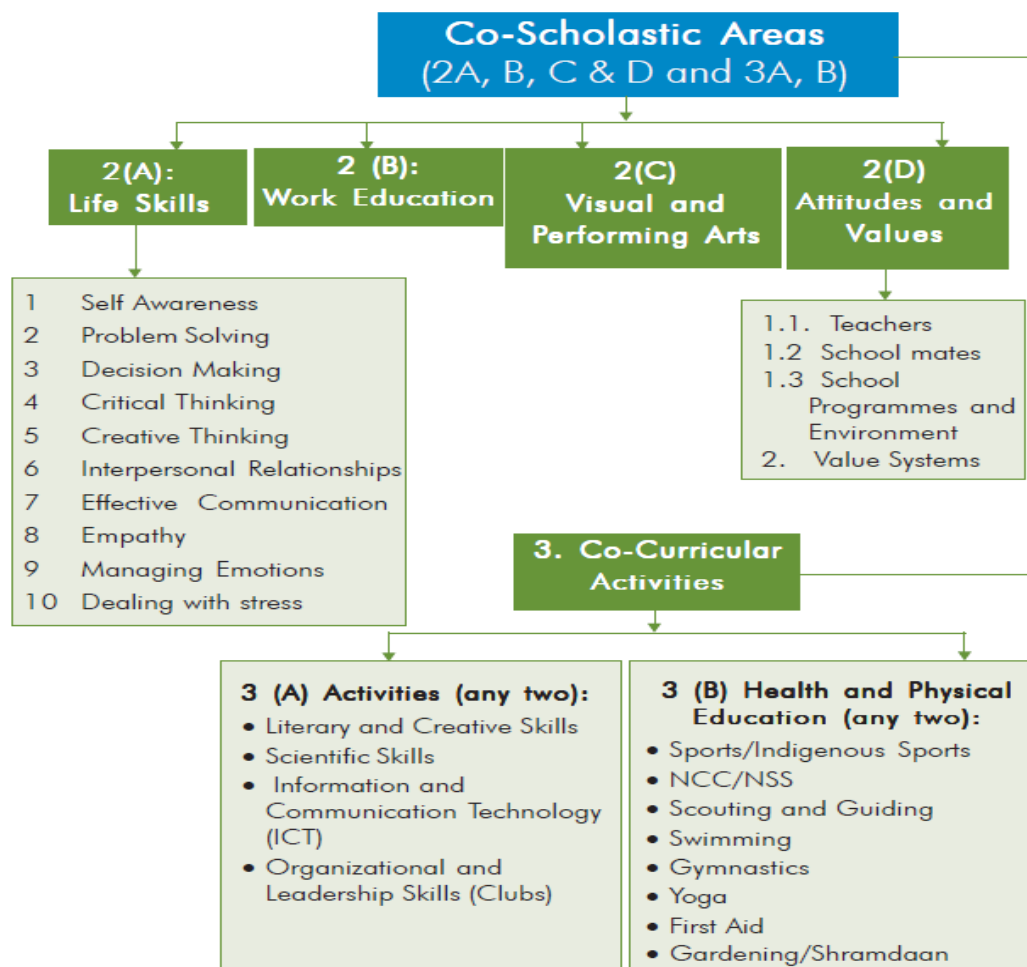 Co-Scholastic Areas
(2A, B, C & D and 3A, B)
2(A):
Life Skills
2 (B):
Work Education
2(C)
Visual and
Performing Arts
2(D)
Attitudes and
Values
1 Self Awareness
2 Problem Solving
3 Decision Making
4 Critical Thinking
5 Creative Thinking
6 Interpersonal Relationships
7 Effective Communication
8 Empathy
9 Managing Emotions
10 Dealing with stress
1.1. Teachers
1.2 School mates
1.3 School
Programmes and
Environment
2. Value Systems
3. Co-Curricular
Activities
3 (A) Activities (any two):
• Literary and Creative Skills
• Scientific Skills
• Information and
Communication Technology
(ICT)
• Organizational and
Leadership Skills (Clubs)
3 (B) Health and Physical
Education (any two):
• Sports/Indigenous Sports
• NCC/NSS
• Scouting and Guiding
• Swimming
• Gymnastics
• Yoga
• First Aid
• Gardening/Shramdaan